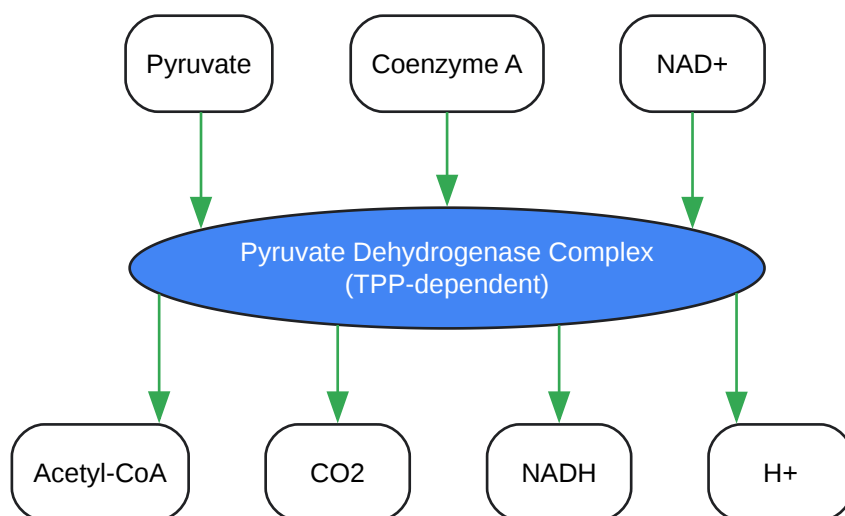 Pyruvate
Coenzyme A
NAD+
Pyruvate Dehydrogenase Complex
(TPP-dependent)
Acetyl-CoA
CO2
NADH
H+